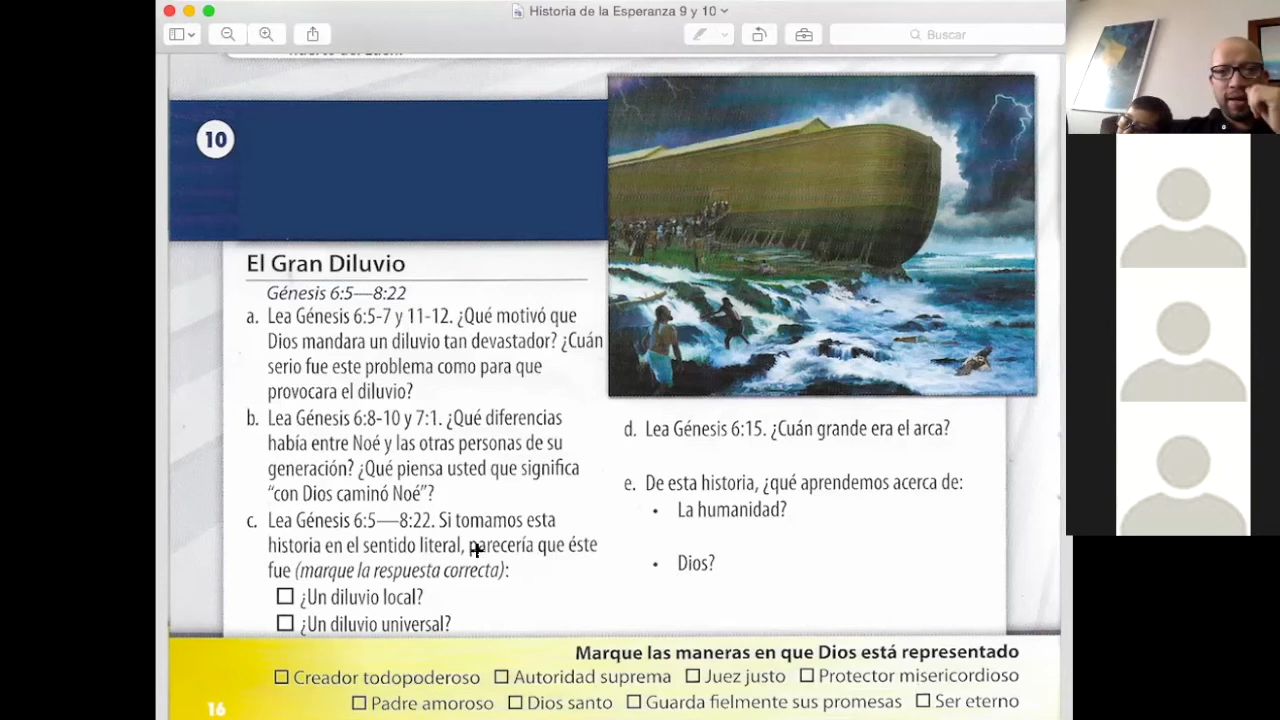 Historia de la Esperanza 9 y 10
Buscar
10
El Gran Diluvio
Génesis 6:5—8:22
a. Lea Génesis 6:5-7 y 11-12. ¿Qué motivó que
Dios mandara un diluvio tan devastador? ¿Cuán
serio fue este problema como para que
provocara el diluvio?
b. Lea Génesis 6:8-10 y 7:1. ¿Qué diferencias
había entre Noé y las otras personas de su
generación? ¿Qué piensa usted que significa
“con Dios caminó Noé”?
c. Lea Génesis 6:5—8:22. Si tomamos esta
historia en el sentido literal, parecería que éste
fue (marque la respuesta correcta):
¿Un diluvio local?
¿Un diluvio universal?
d. Lea Génesis 6:15. ¿Cuán grande era el arca?
e. De esta historia, ¿qué aprendemos acerca de:
• La humanidad?
• Dios?
Marque las maneras en que Dios está representado
Creador todopoderoso Autoridad suprema Juez justo Protector misericordioso
Padre amoroso Dios santo Guarda fielmente sus promesas Ser eterno
16